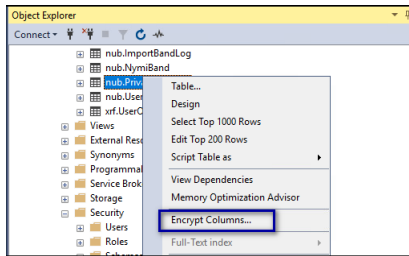 Object Explorer
Connect
nub.ImportBandLog
nub.NymiBand
nub.Priv
nub.User
xrf.UserC
Views
External Reso
Synonyms
Programmal
Service Brok
Storage
Security
Users
Roles
Schemas
Table...
Design
Select Top 1000 Rows
Edit Top 200 Rows
Script Table as
View Dependencies
Memory Optimization Advisor
Encrypt Columns...
Full-Text index